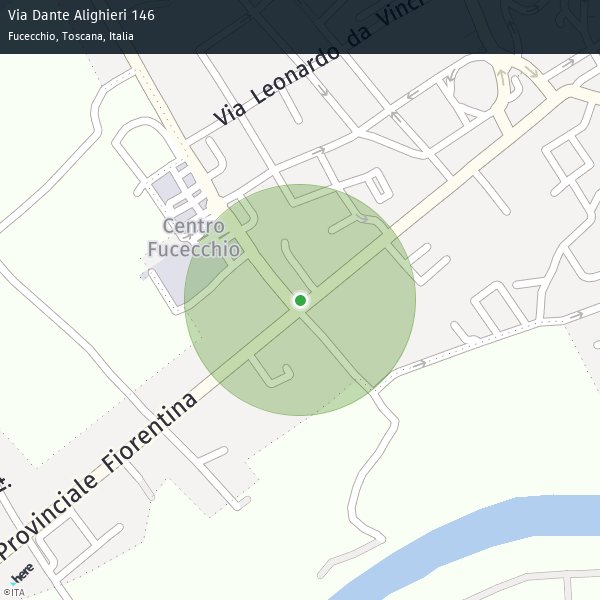 Via Dante Alighieri 146
Fucecchio, Toscana, Italia
Via Leonardo da Vinci
Centro
Fucecchio
Provinciale Fiorentina
here
©ITA